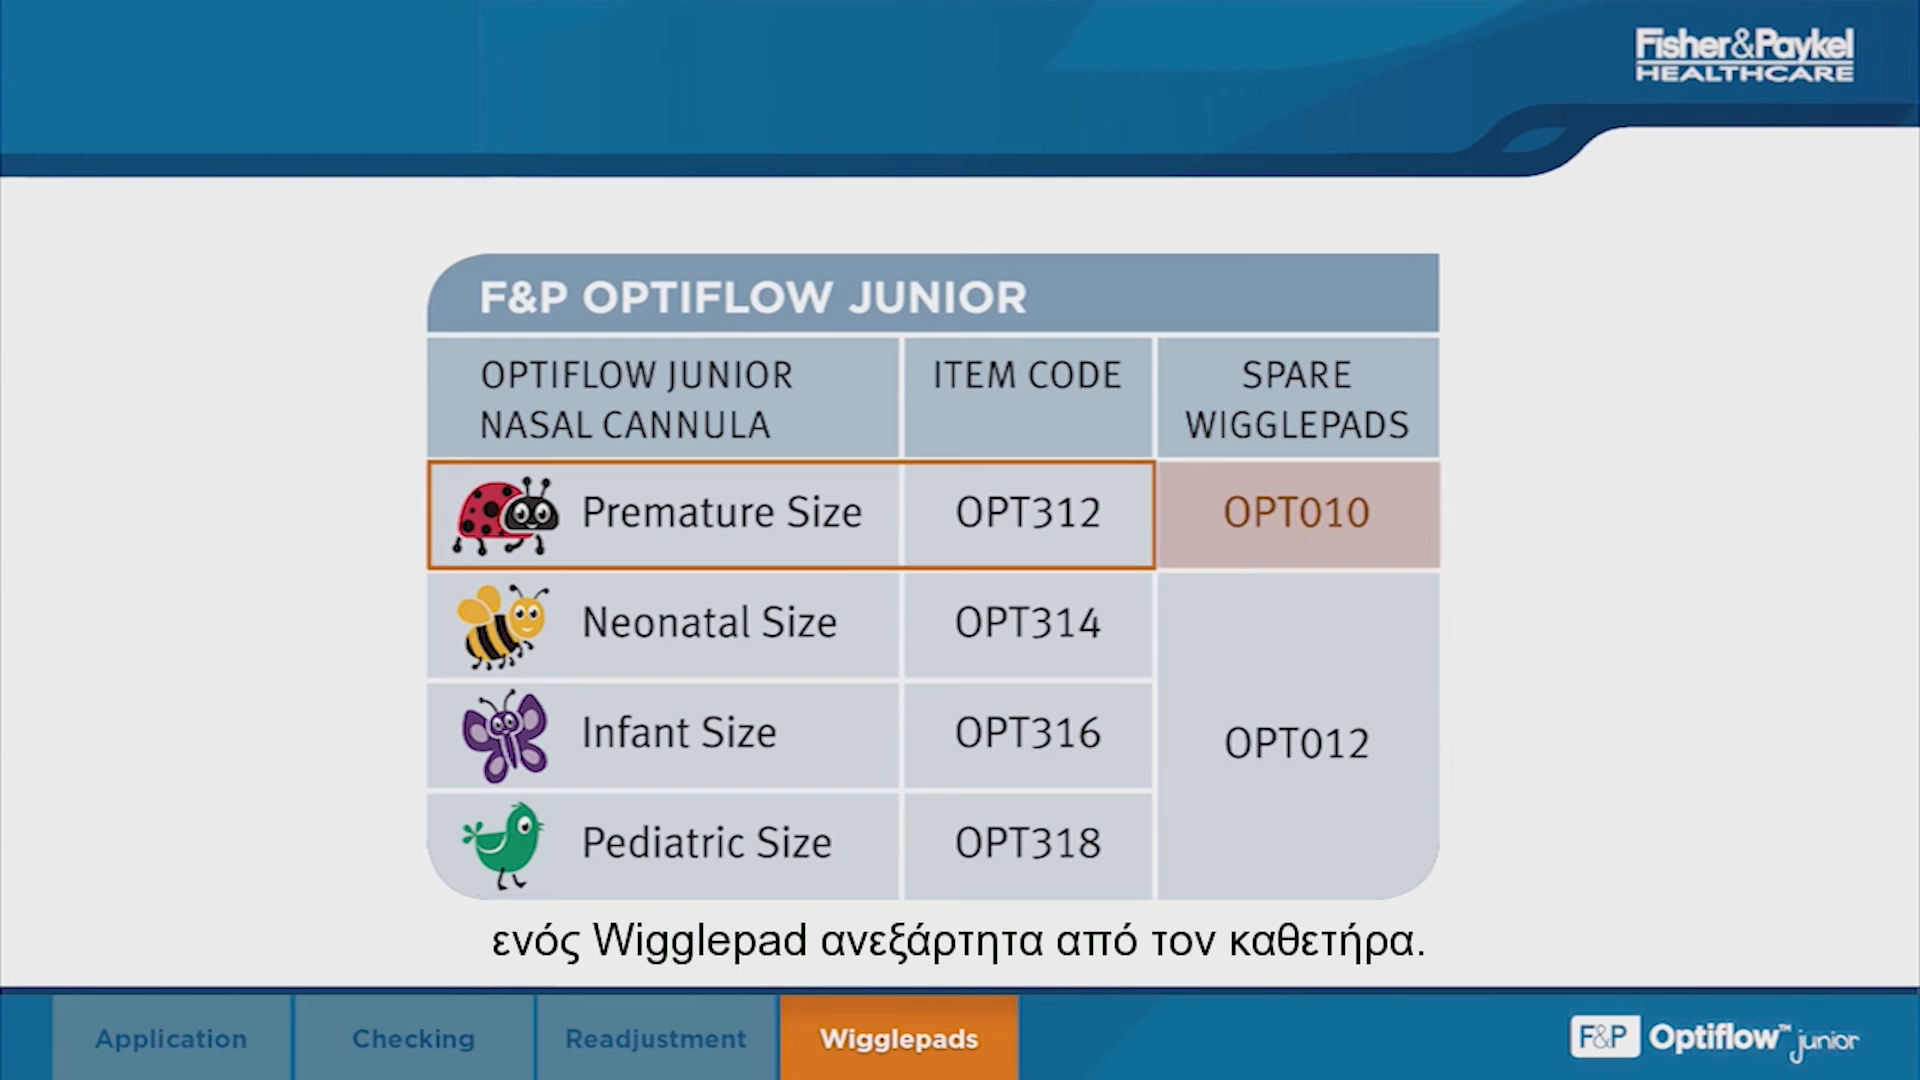 Fisher&Paykel
HEALTHCARE
F&P OPTIFLOW JUNIOR
OPTIFLOW JUNIOR
NASAL CANNULA
ITEM CODE
SPARE
WIGGLEPADS
Premature Size
OPT312
OPT010
Neonatal Size
OPT314
Infant Size
OPT316
OPT012
Pediatric Size
OPT318
ενός Wigglepad ανεξάρτητα από τον καθετήρα.
Application
Checking
Readjustment
Wigglepads
F&P Optiflow™ junior